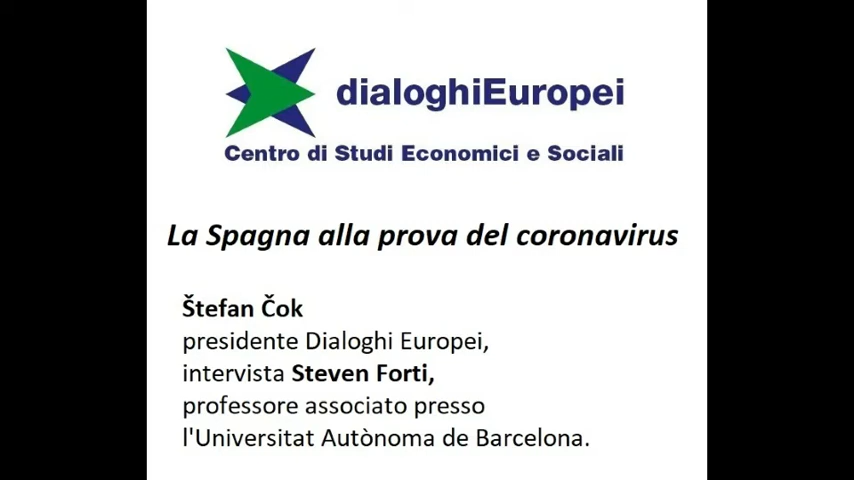 dialoghiEuropei
Centro di Studi Economici e Sociali
La Spagna alla prova del coronavirus
Štefan Čok
presidente Dialoghi Europei,
intervista Steven Forti,
professore associato presso
l'Universitat Autònoma de Barcelona.